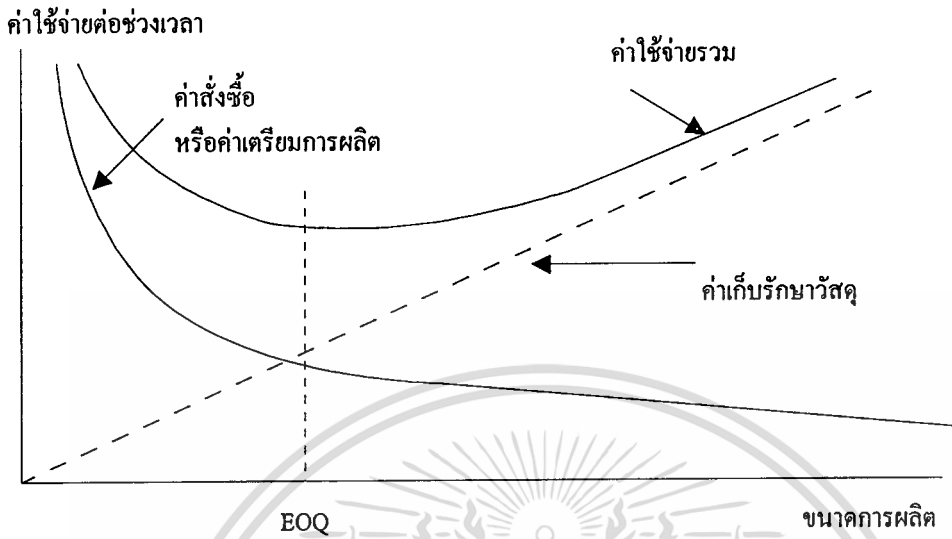 ค่าใช้จ่ายต่อช่วงเวลา
ค่าใช้จ่ายรวม
ค่าสั่งซื้อ
หรือค่าเตรียมการผลิต
ค่าเก็บรักษาวัสดุ
EOQ
ขนาดการผลิต